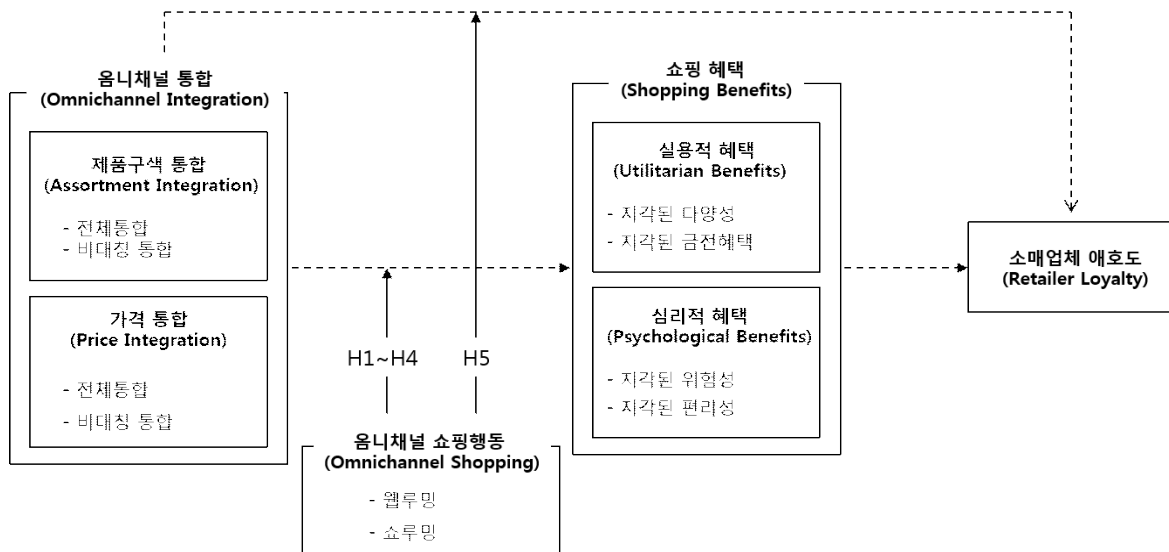 옴니채널 통합
(Omnichannel Integration)
제품구색 통합
(Assortment Integration)
- 전체통합
- 비대칭 통합
가격 통합
(Price Integration)
- 전체통합
- 비대칭 통합
H1~H4
H5
옴니채널 쇼핑행동
(Omnichannel Shopping)
- 웹루밍
- 쇼루밍
쇼핑 혜택
(Shopping Benefits)
실용적 혜택
(Utilitarian Benefits)
- 지각된 다양성
- 지각된 금전혜택
심리적 혜택
(Psychological Benefits)
- 지각된 위험성
- 지각된 편리성
소매업체 애호도
(Retailer Loyalty)